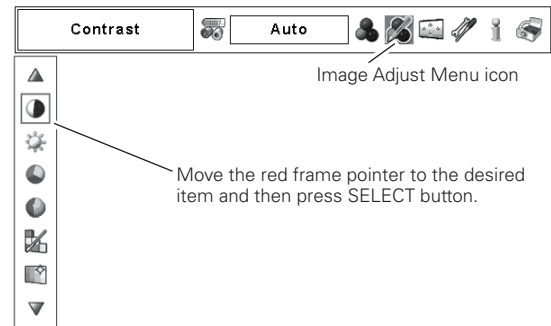 Contrast
Auto
Image Adjust Menu icon
Move the red frame pointer to the desired
item and then press SELECT button.